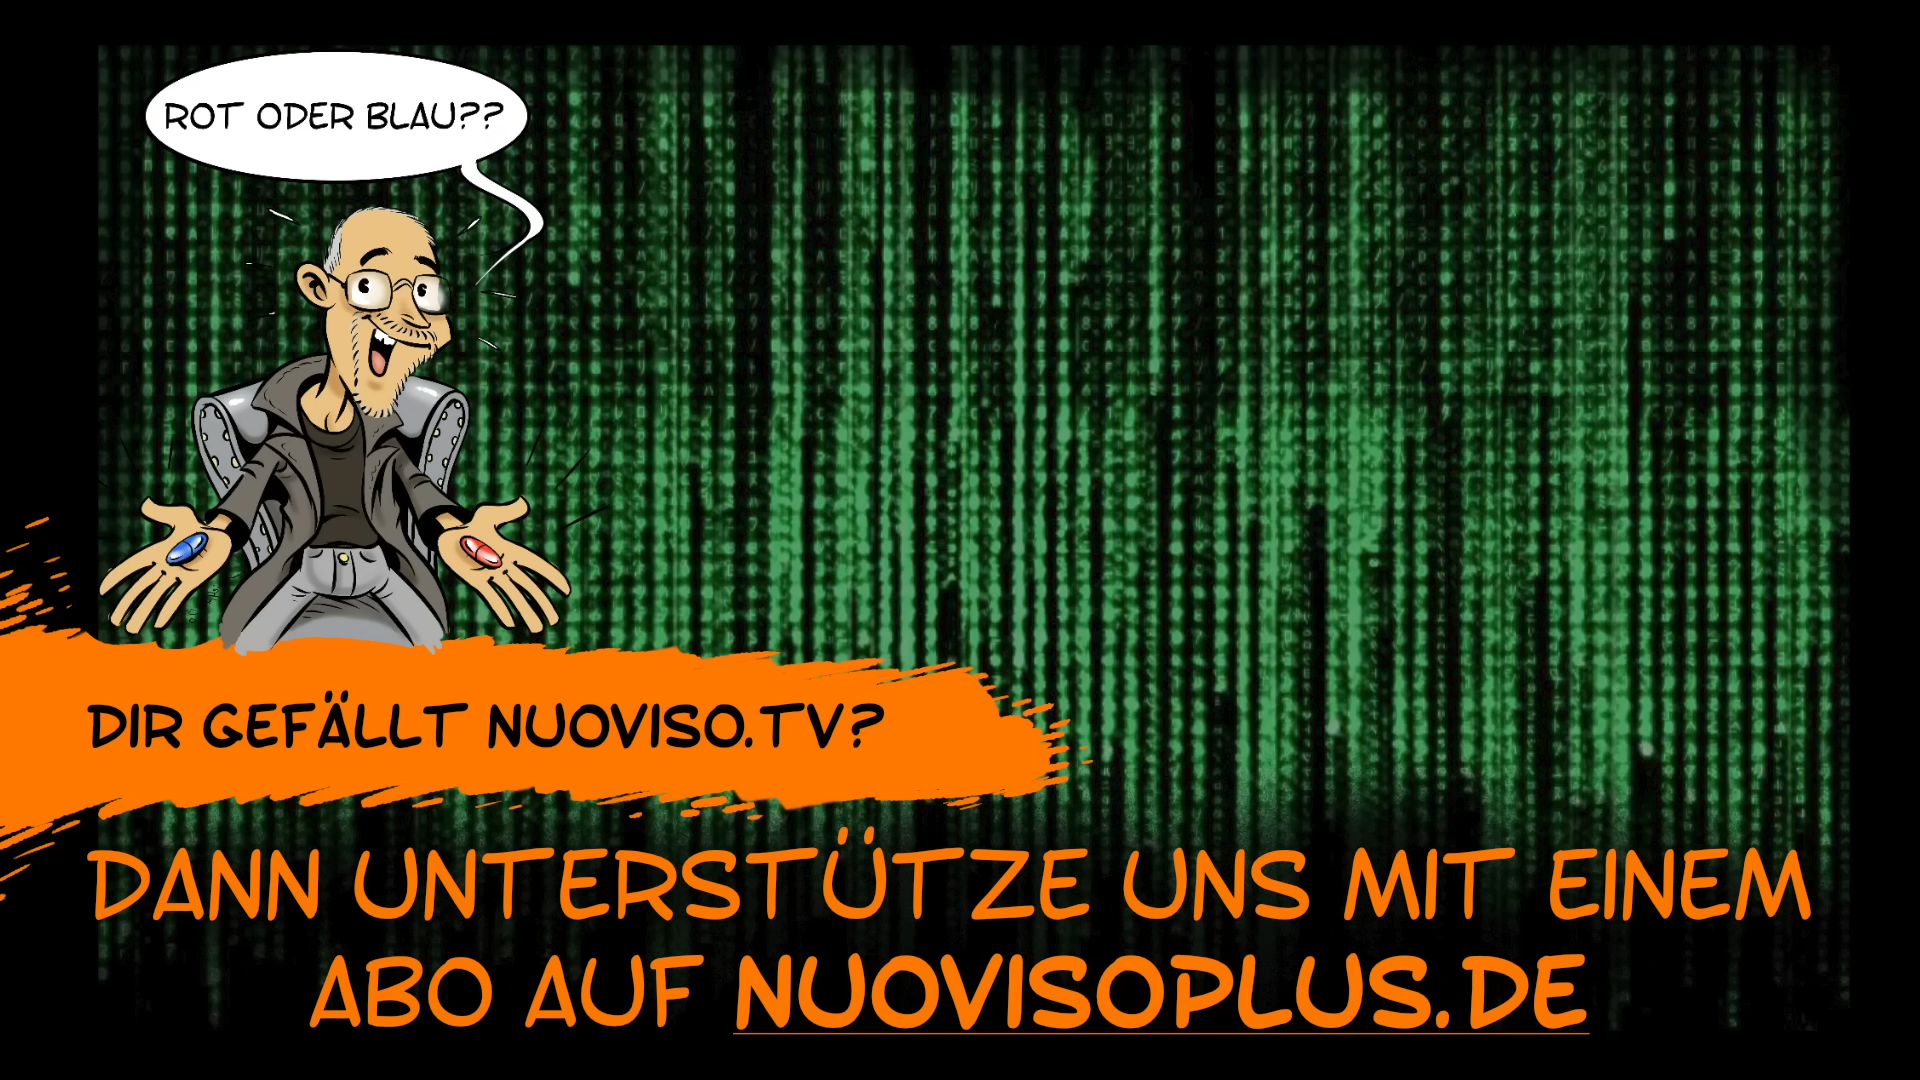 ROT ODER BLAU??
DIR GEFÄLLT NUOVISO.TV?
DANN UNTERSTÜTZE UNS MIT EINEM
ABO AUF NUOVISOPLUS.DE